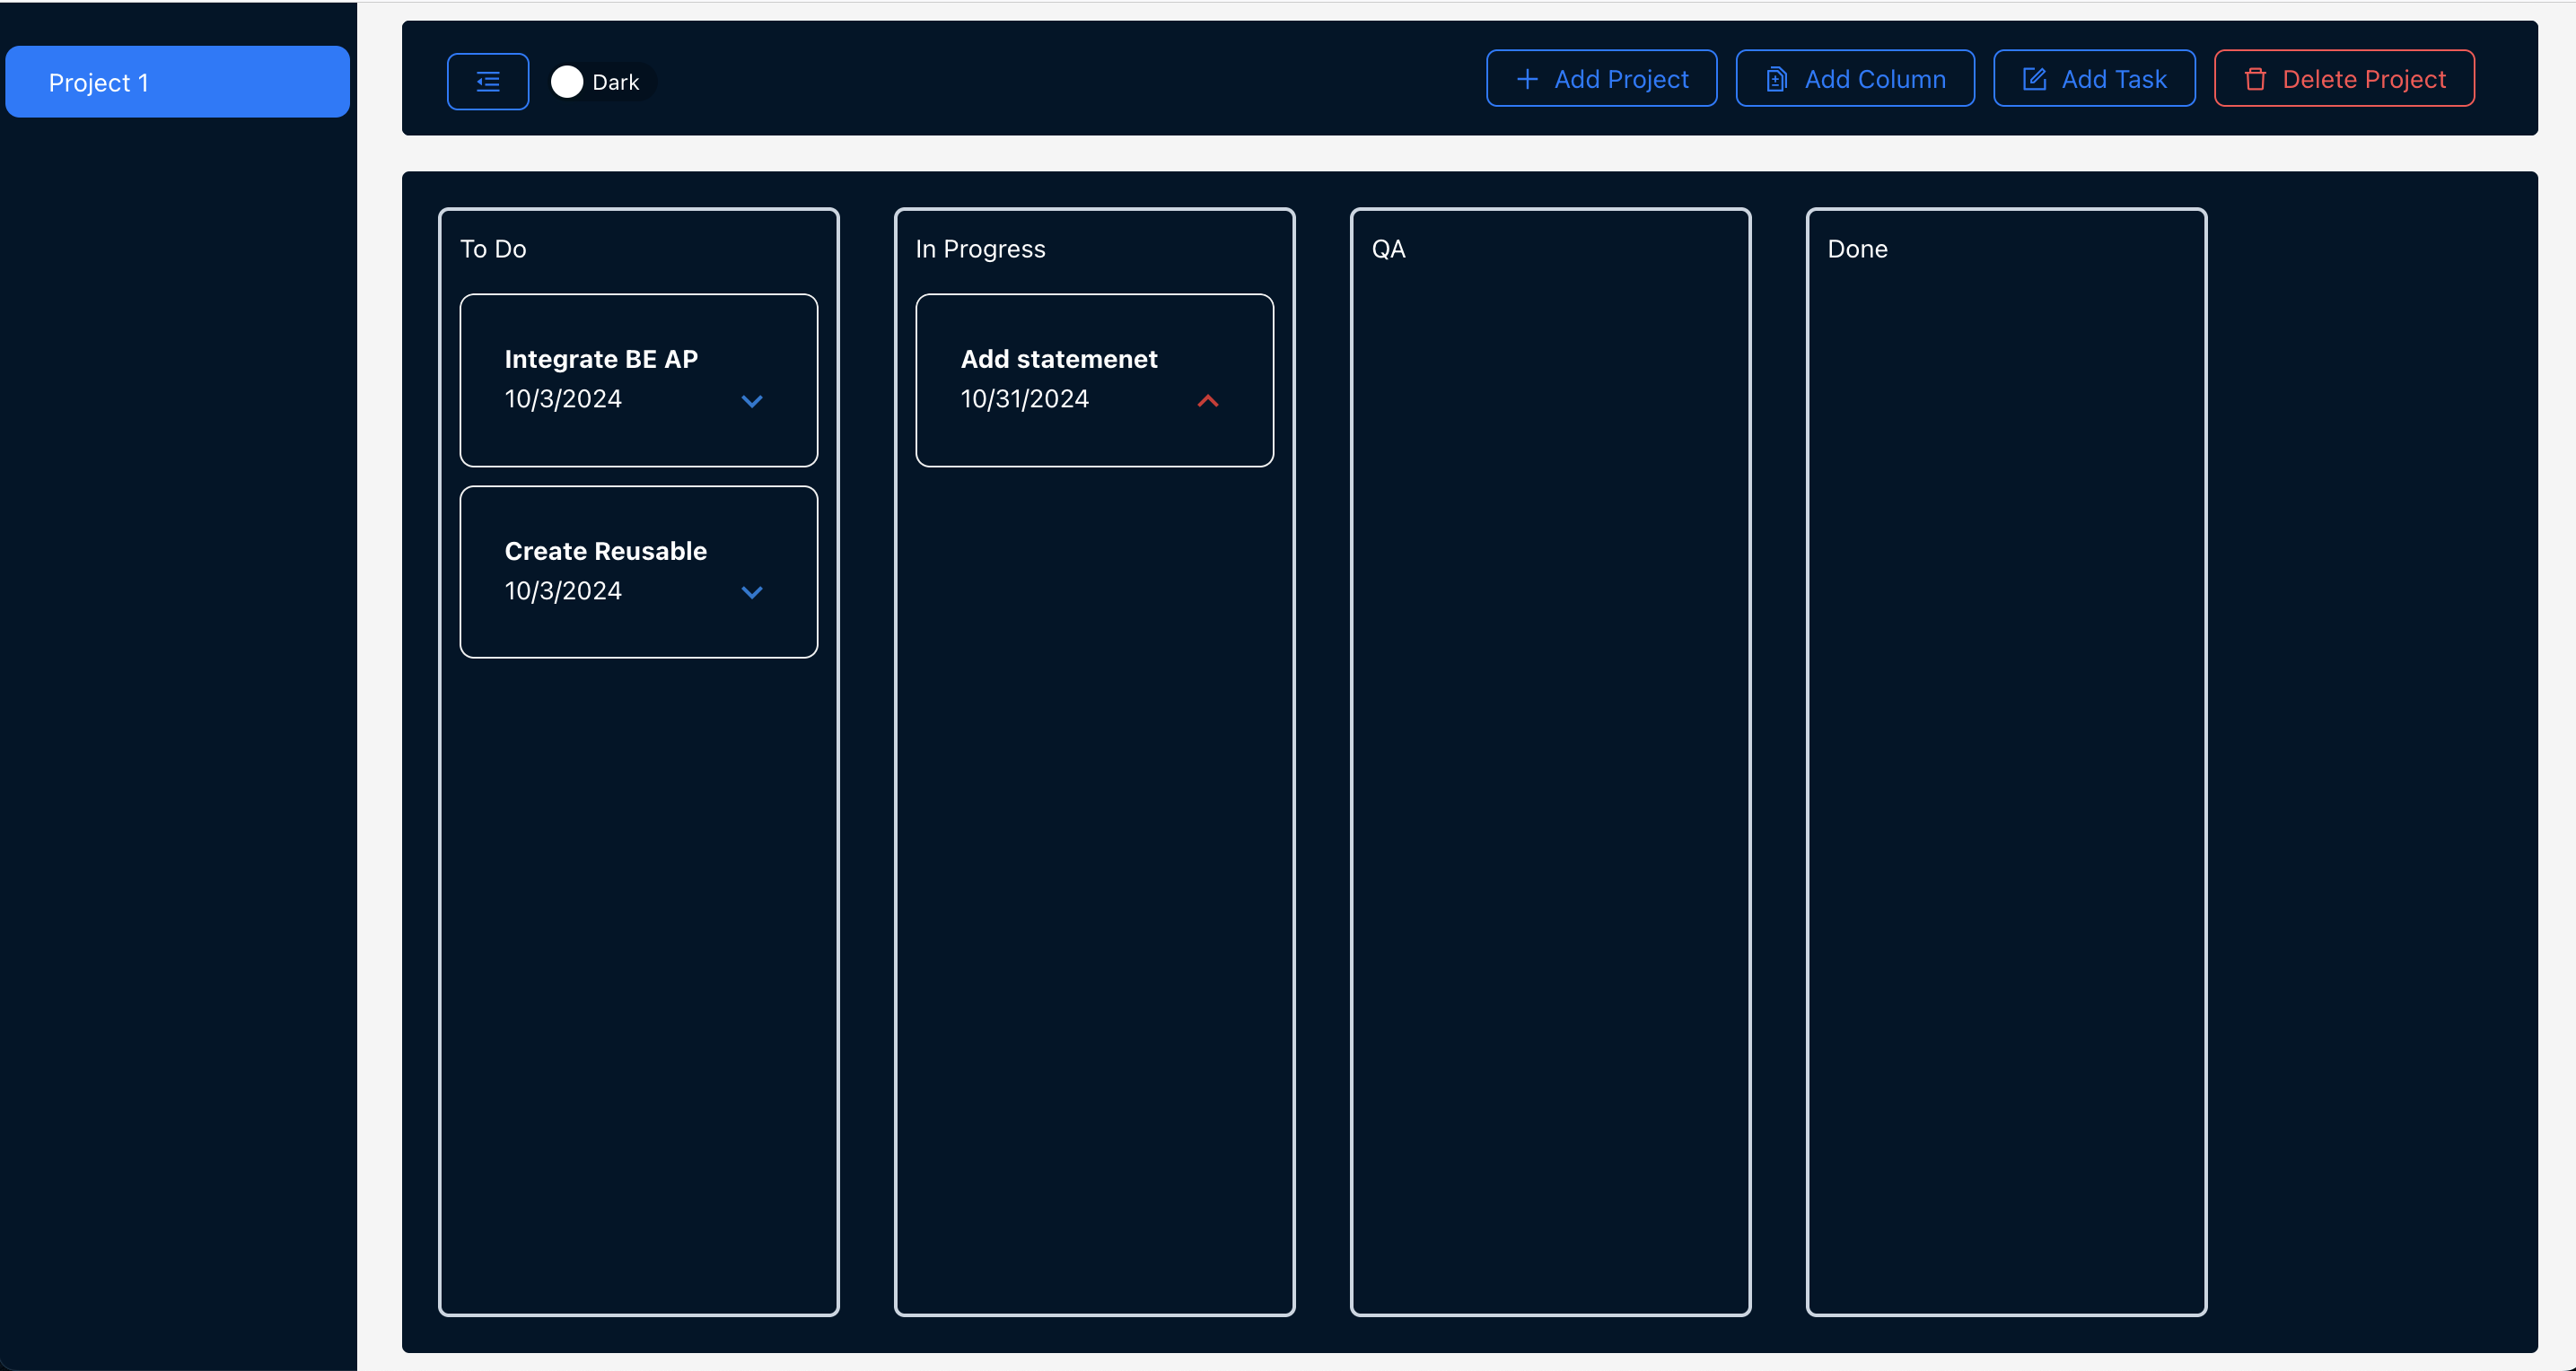 Project 1
Dark
Add Project
Add Column
Add Task
Delete Project
To Do
Integrate BE AP
10/3/2024
Create Reusable
10/3/2024
In Progress
Add statemenet
10/31/2024
QA
Done